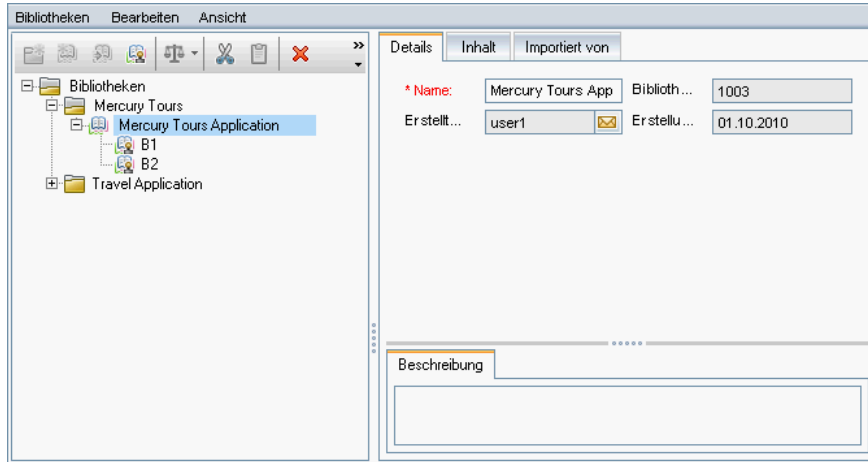 Bibliotheken Bearbeiten Ansicht
»
Details Inhalt Importiert von
Bibliotheken
Mercury Tours
Mercury Tours Application
B1
B2
Travel Application
* Name: Mercury Tours App Biblioth... 1003
Erstellt... user1 Erstellu... 01.10.2010
Beschreibung